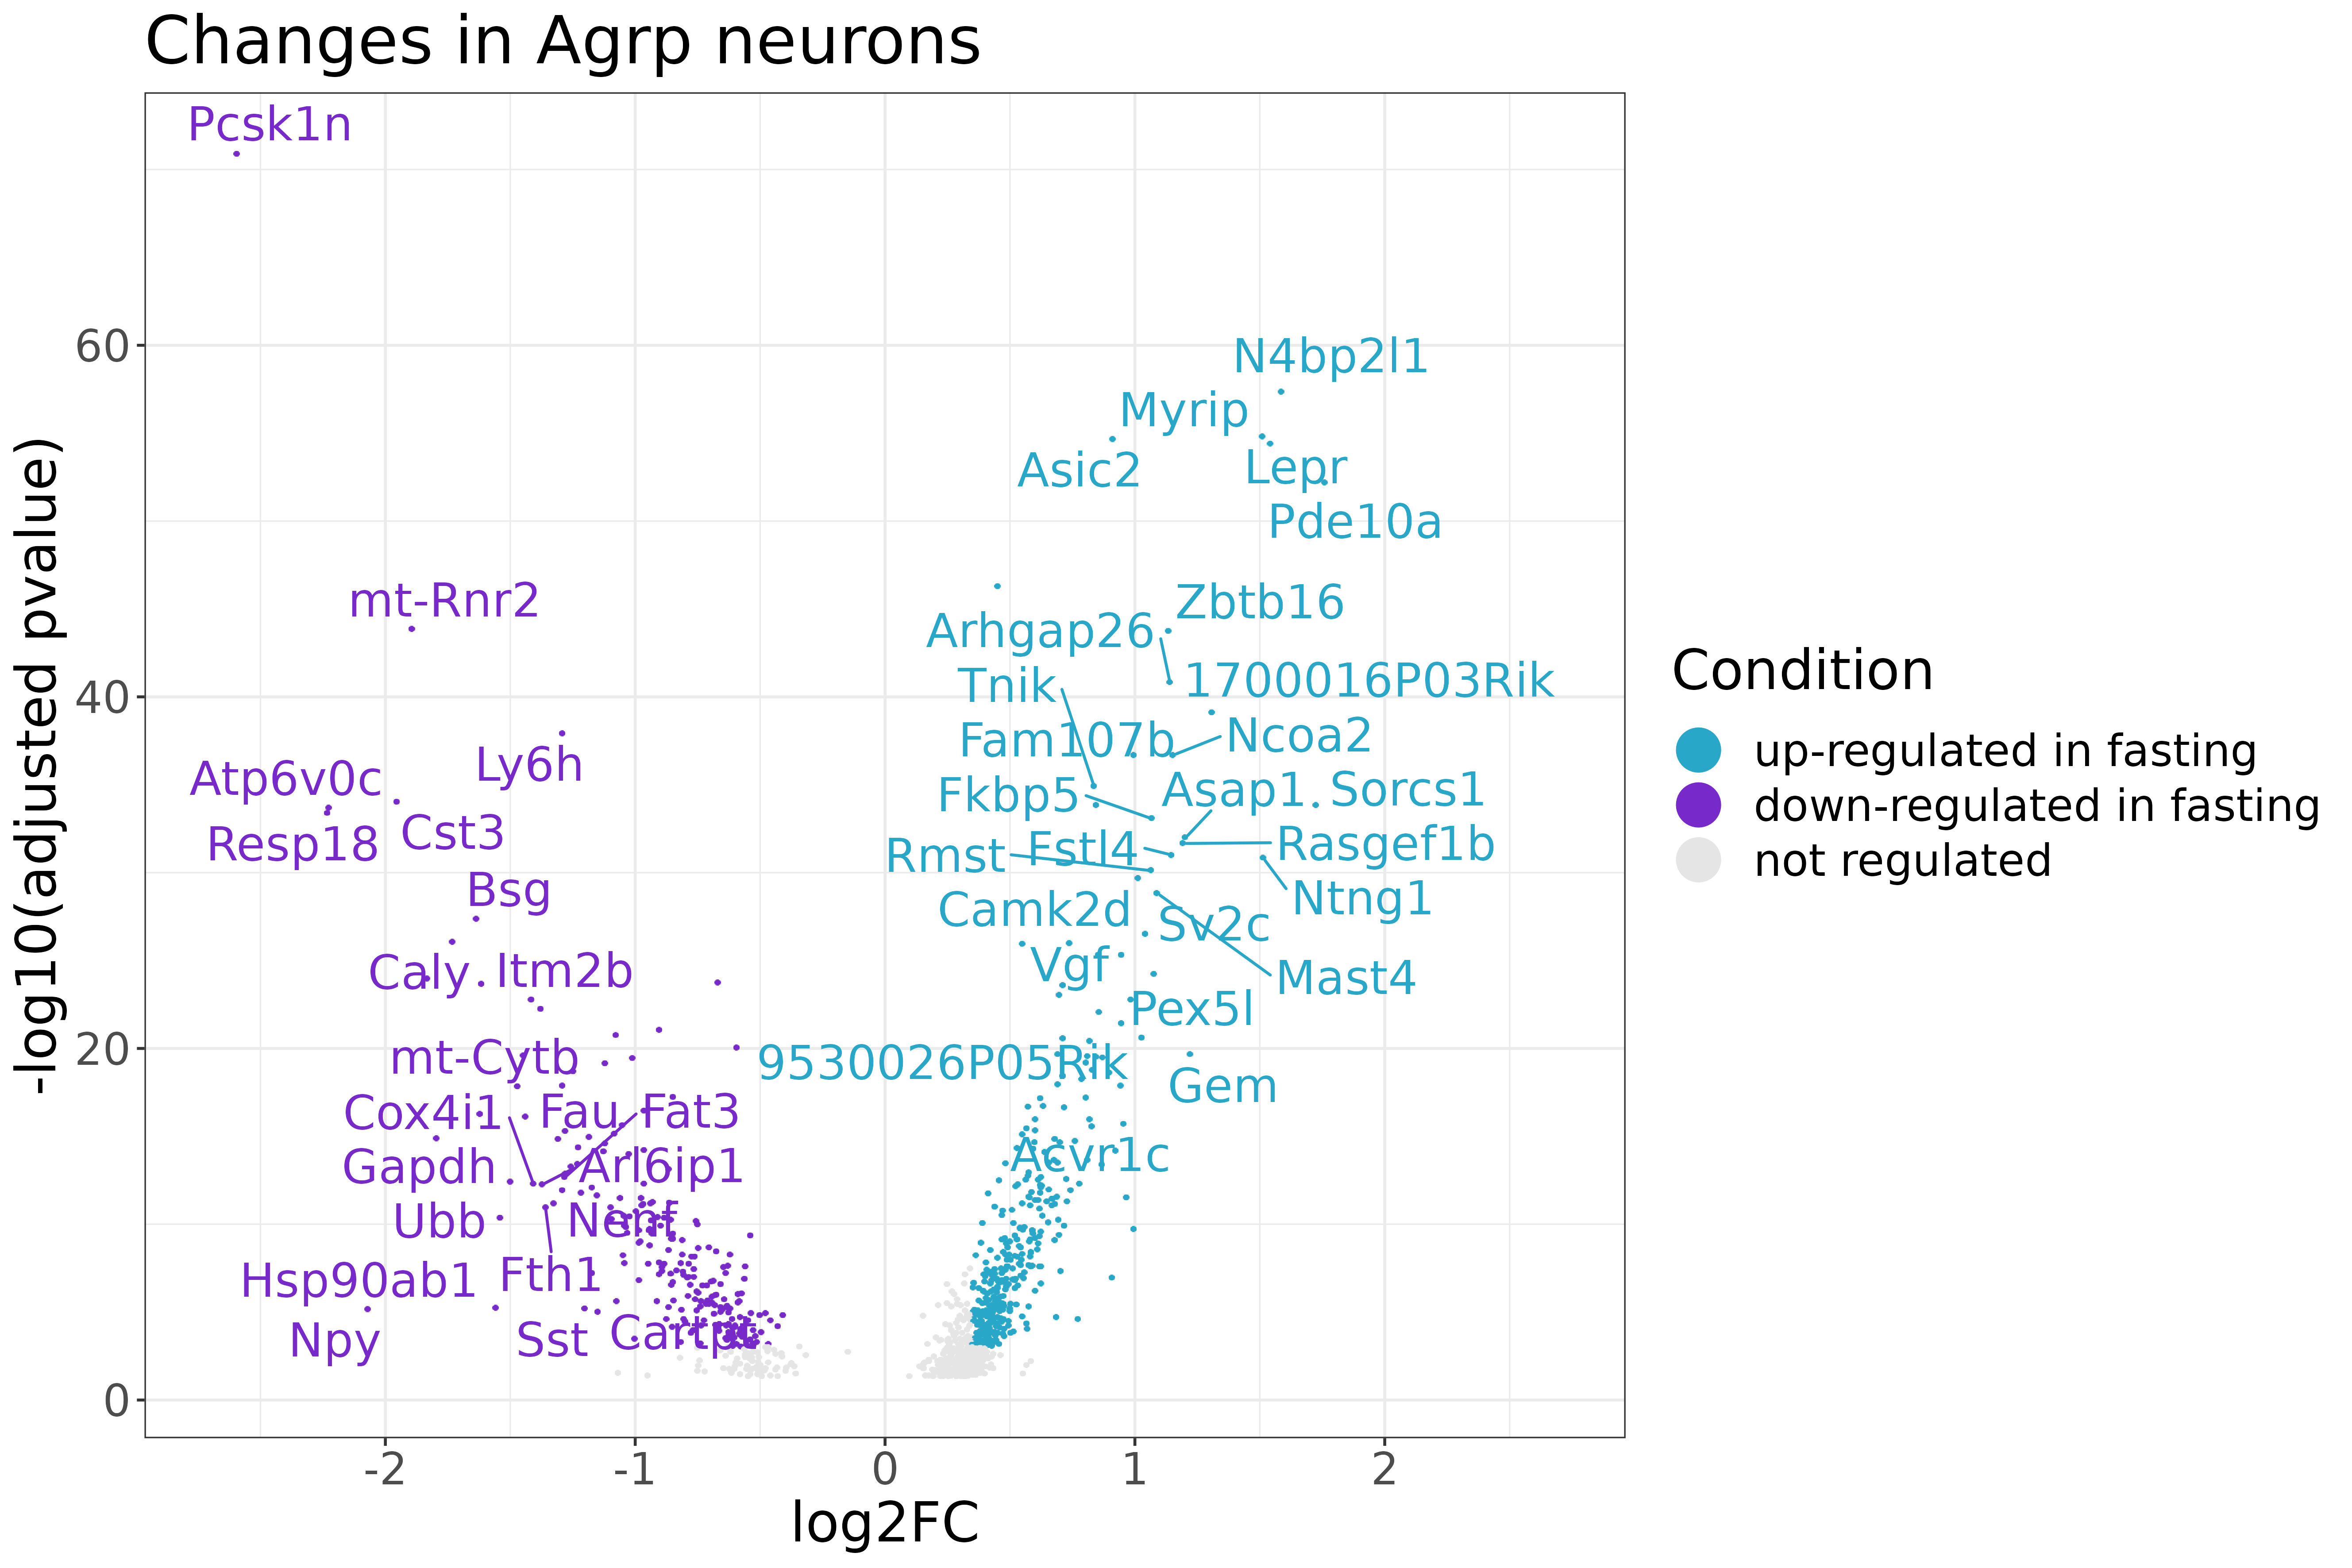 Changes in Agrp neurons
Pcsk1n
N4bp2l1
Myrip
Asic2
Lepr
Pde10a
mt-Rnr2
Zbtb16
Arhgap26
1700016P03Rik
Tnik
Fam107b
Ncoa2
Ly6h
Atp6v0c
Fkbp5
Asap1
Sorcs1
Cst3
Resp18
Fstl4
Rasgef1b
Rmst
Bsg
Ntng1
Camk2d
Sv2c
Caly
Itm2b
Vgf
Mast4
Pex5l
mt-Cytb
9530026P05Rik
Gem
Cox4i1
Fau
Fat3
Gapdh
Arl6ip1
Acvr1c
Ubb
Nenf
Hsp90ab1
Fth1
Npy
Sst
Cartpt
60
40
20
0
-2
-1
0
1
2
log2FC
-log10(adjusted pvalue)
Condition
up-regulated in fasting
down-regulated in fasting
not regulated